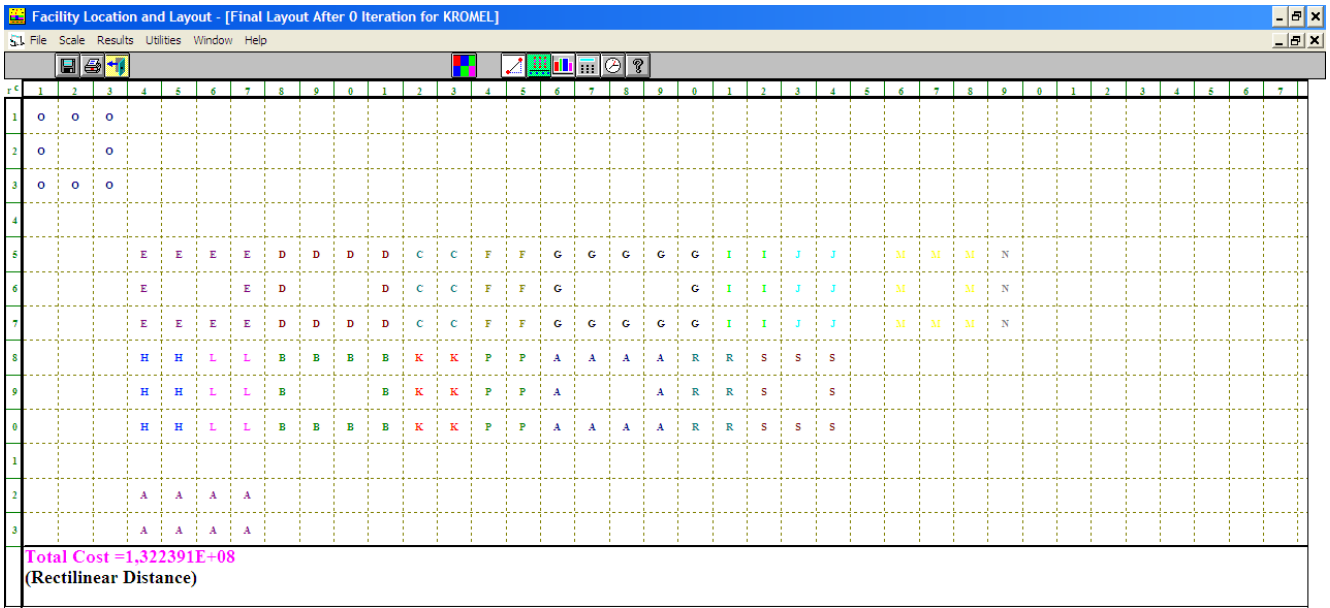 Facility Location and Layout - [Final Layout After 0 Iteration for KROMEL]
File Scale Results Utilities Window Help
r c 1 2 3 4 5 6 7 8 9 0 1 2 3 4 5 6 7 8 9 0 1 2 3 4 5 6 7 8 9 0 1 2 3 4 5 6 7
1 O O O
2 O O
3 O O O
4
5 E E E E D D D D C C F F G G G G G I I J J M M M N
6 E E D D C C F F G G I I J J M M N
7 E E E E D D D D C C F F G G G G G I I J J M M M N
8 H H L L B B B B K K P P A A A A R R S S S
9 H H L L B B K K P P A A R R S S
0 H H L L B B B B K K P P A A A A R R S S S
1
2 A A A A
3 A A A A
Total Cost =1,322391E+08
(Rectilinear Distance)